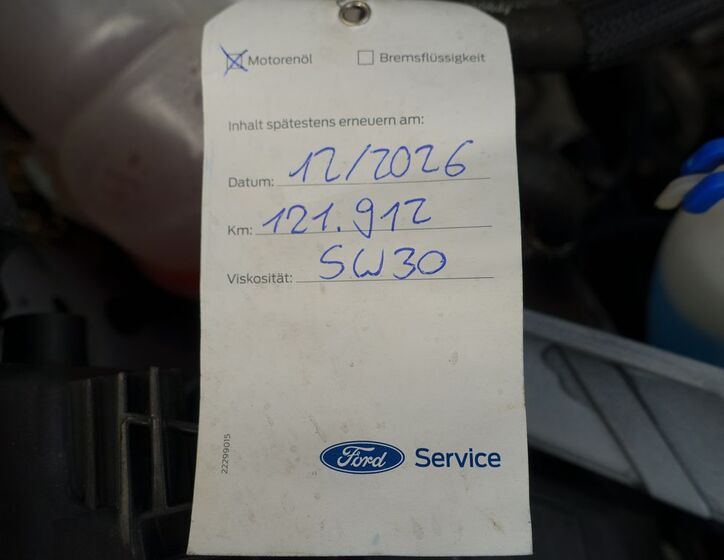 Motorenöl Bremsflüssigkeit
Inhalt spätestens erneuern am:
Datum: 12/2026
Km: 121.912
Viskosität: 5W30
22299015
Ford Service